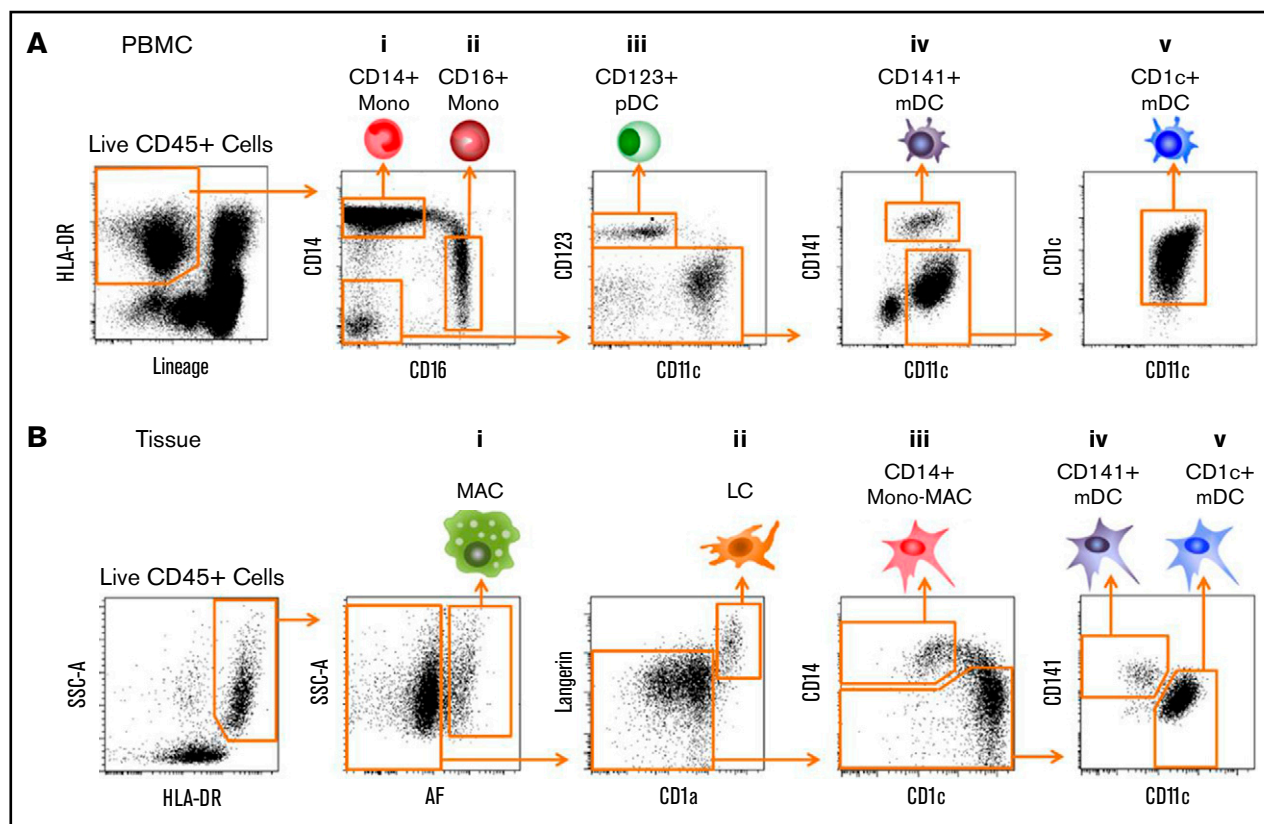 A PBMC i ii iii iv v
CD14+ CD16+ CD123+ CD141+ CD1c+
Mono Mono pDC mDC mDC
Live CD45+ Cells
HLA-DR CD14 CD123 CD141 CD1c
Lineage CD16 CD11c CD11c CD11c
B Tissue i ii iii iv v
MAC LC CD14+ CD141+ CD1c+
Mono-MAC mDC mDC
Live CD45+ Cells
SSC-A SSC-A Langerin CD14 CD141
HLA-DR AF CD1a CD1c CD11c